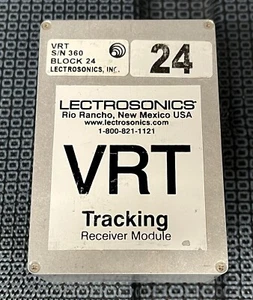 VRT
S/N 360
BLOCK 24
LECTROSONICS, INC.
24
LECTROSONICS
Rio Rancho, New Mexico USA
www.lectrosonics.com
1-800-821-1121
VRT
Tracking
Receiver Module